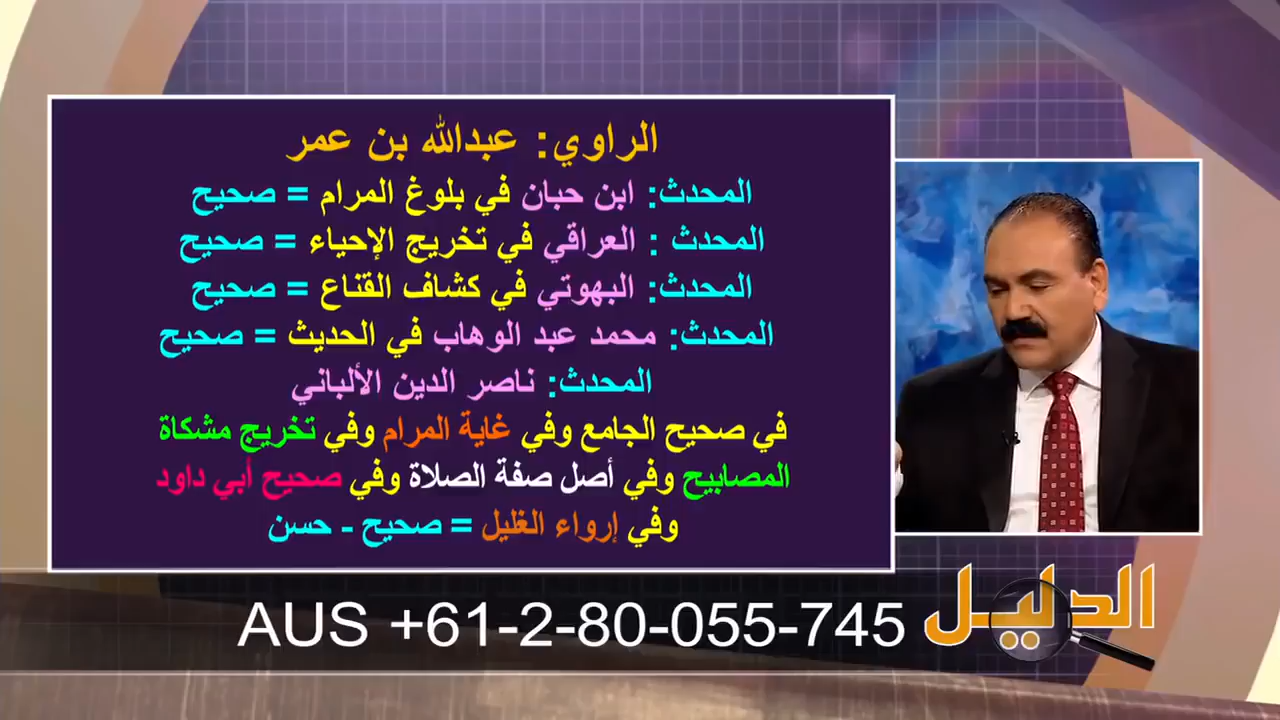 الراوي: عبدالله بن عمر
المحدث: ابن حبان في بلوغ المرام = صحيح
المحدث : العراقي في تخريج الإحياء = صحيح
المحدث: البهوتي في كشاف القناع = صحيح
المحدث: محمد عبد الوهاب في الحديث = صحيح
المحدث: ناصر الدين الألباني
في صحيح الجامع وفي غاية المرام وفي تخريج مشكاة
المصابيح وفي أصل صفة الصلاة وفي صحيح أبي داود
وفي إرواء الغليل = صحيح - حسن
الدليل
AUS +61-2-80-055-745